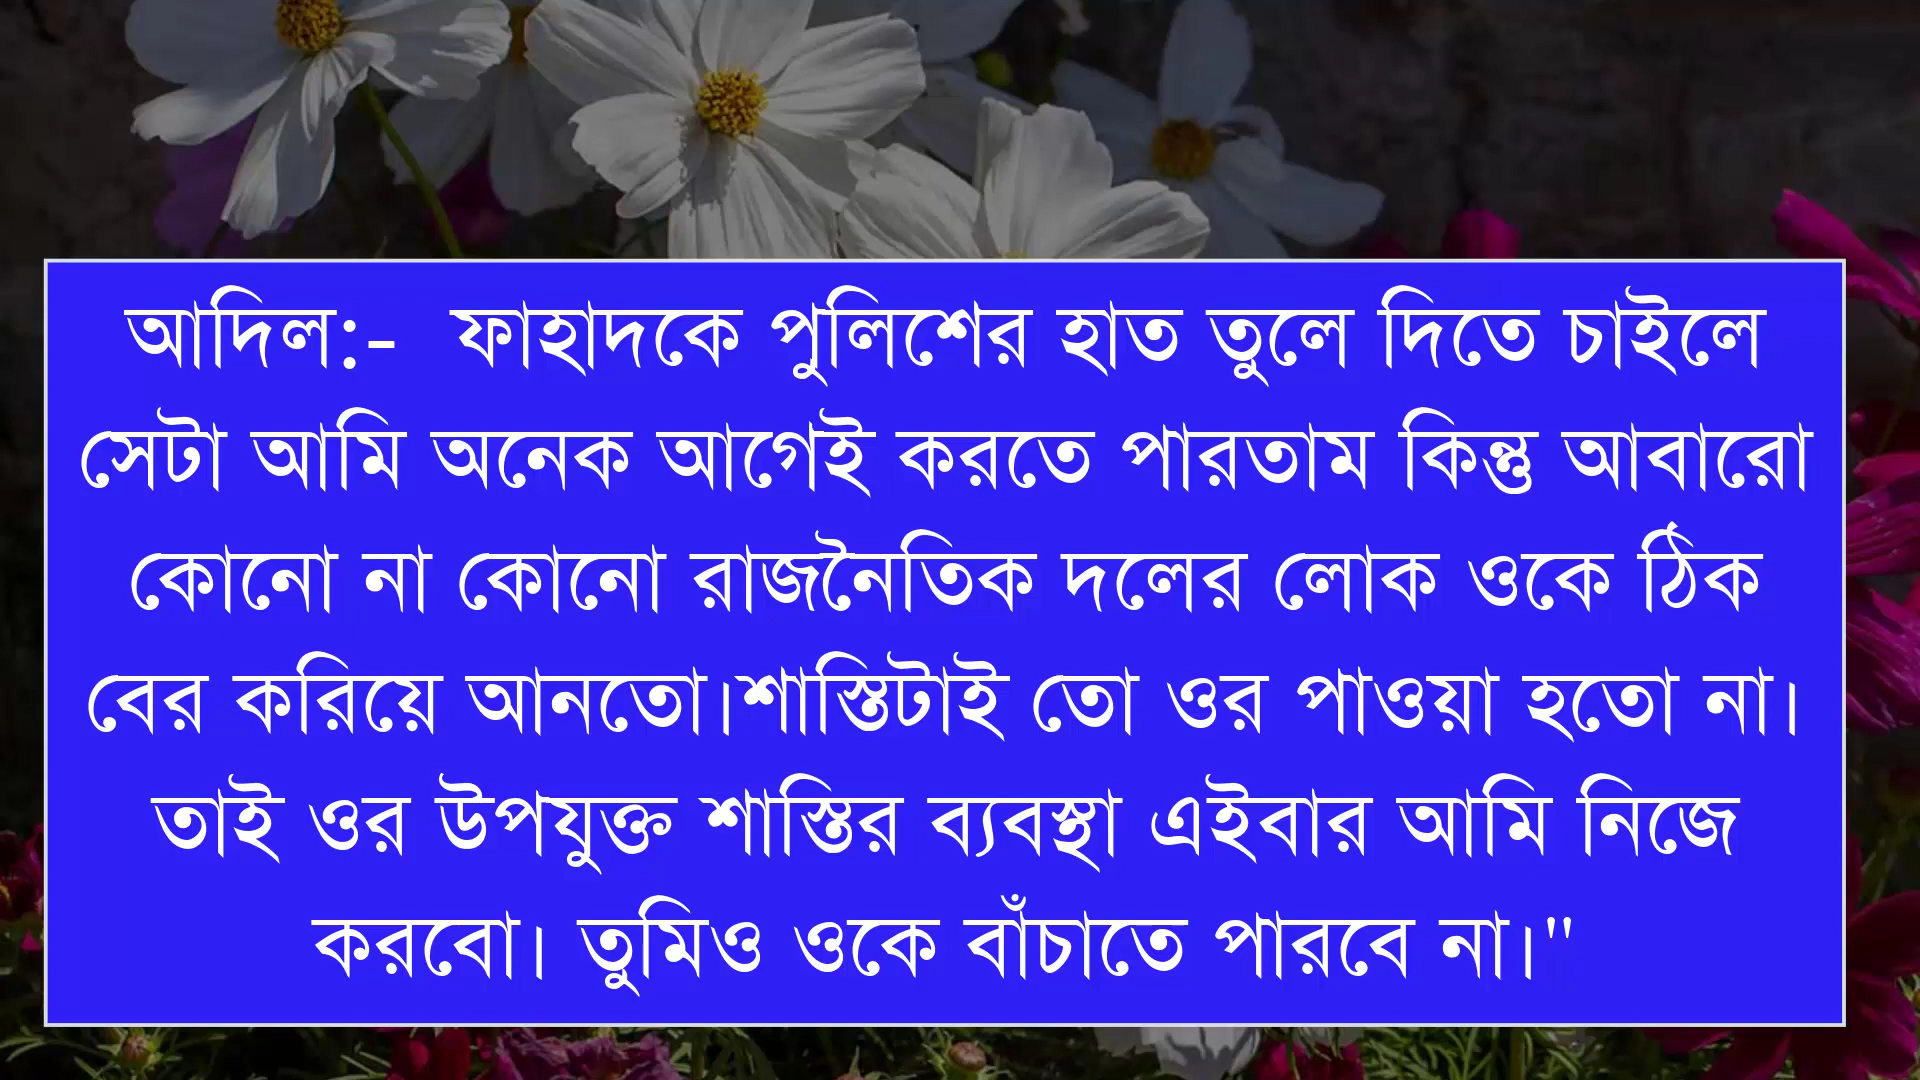 আদিল:-  ফাহাদকে পুলিশের হাত তুলে দিতে চাইলে
সেটা আমি অনেক আগেই করতে পারতাম কিন্তু আবারো
কোনো না কোনো রাজনৈতিক দলের লোক ওকে ঠিক
বের করিয়ে আনতো।শাস্তিটাই তো ওর পাওয়া হতো না।
তাই ওর উপযুক্ত শাস্তির ব্যবস্থা এইবার আমি নিজে
করবো। তুমিও ওকে বাঁচাতে পারবে না।"